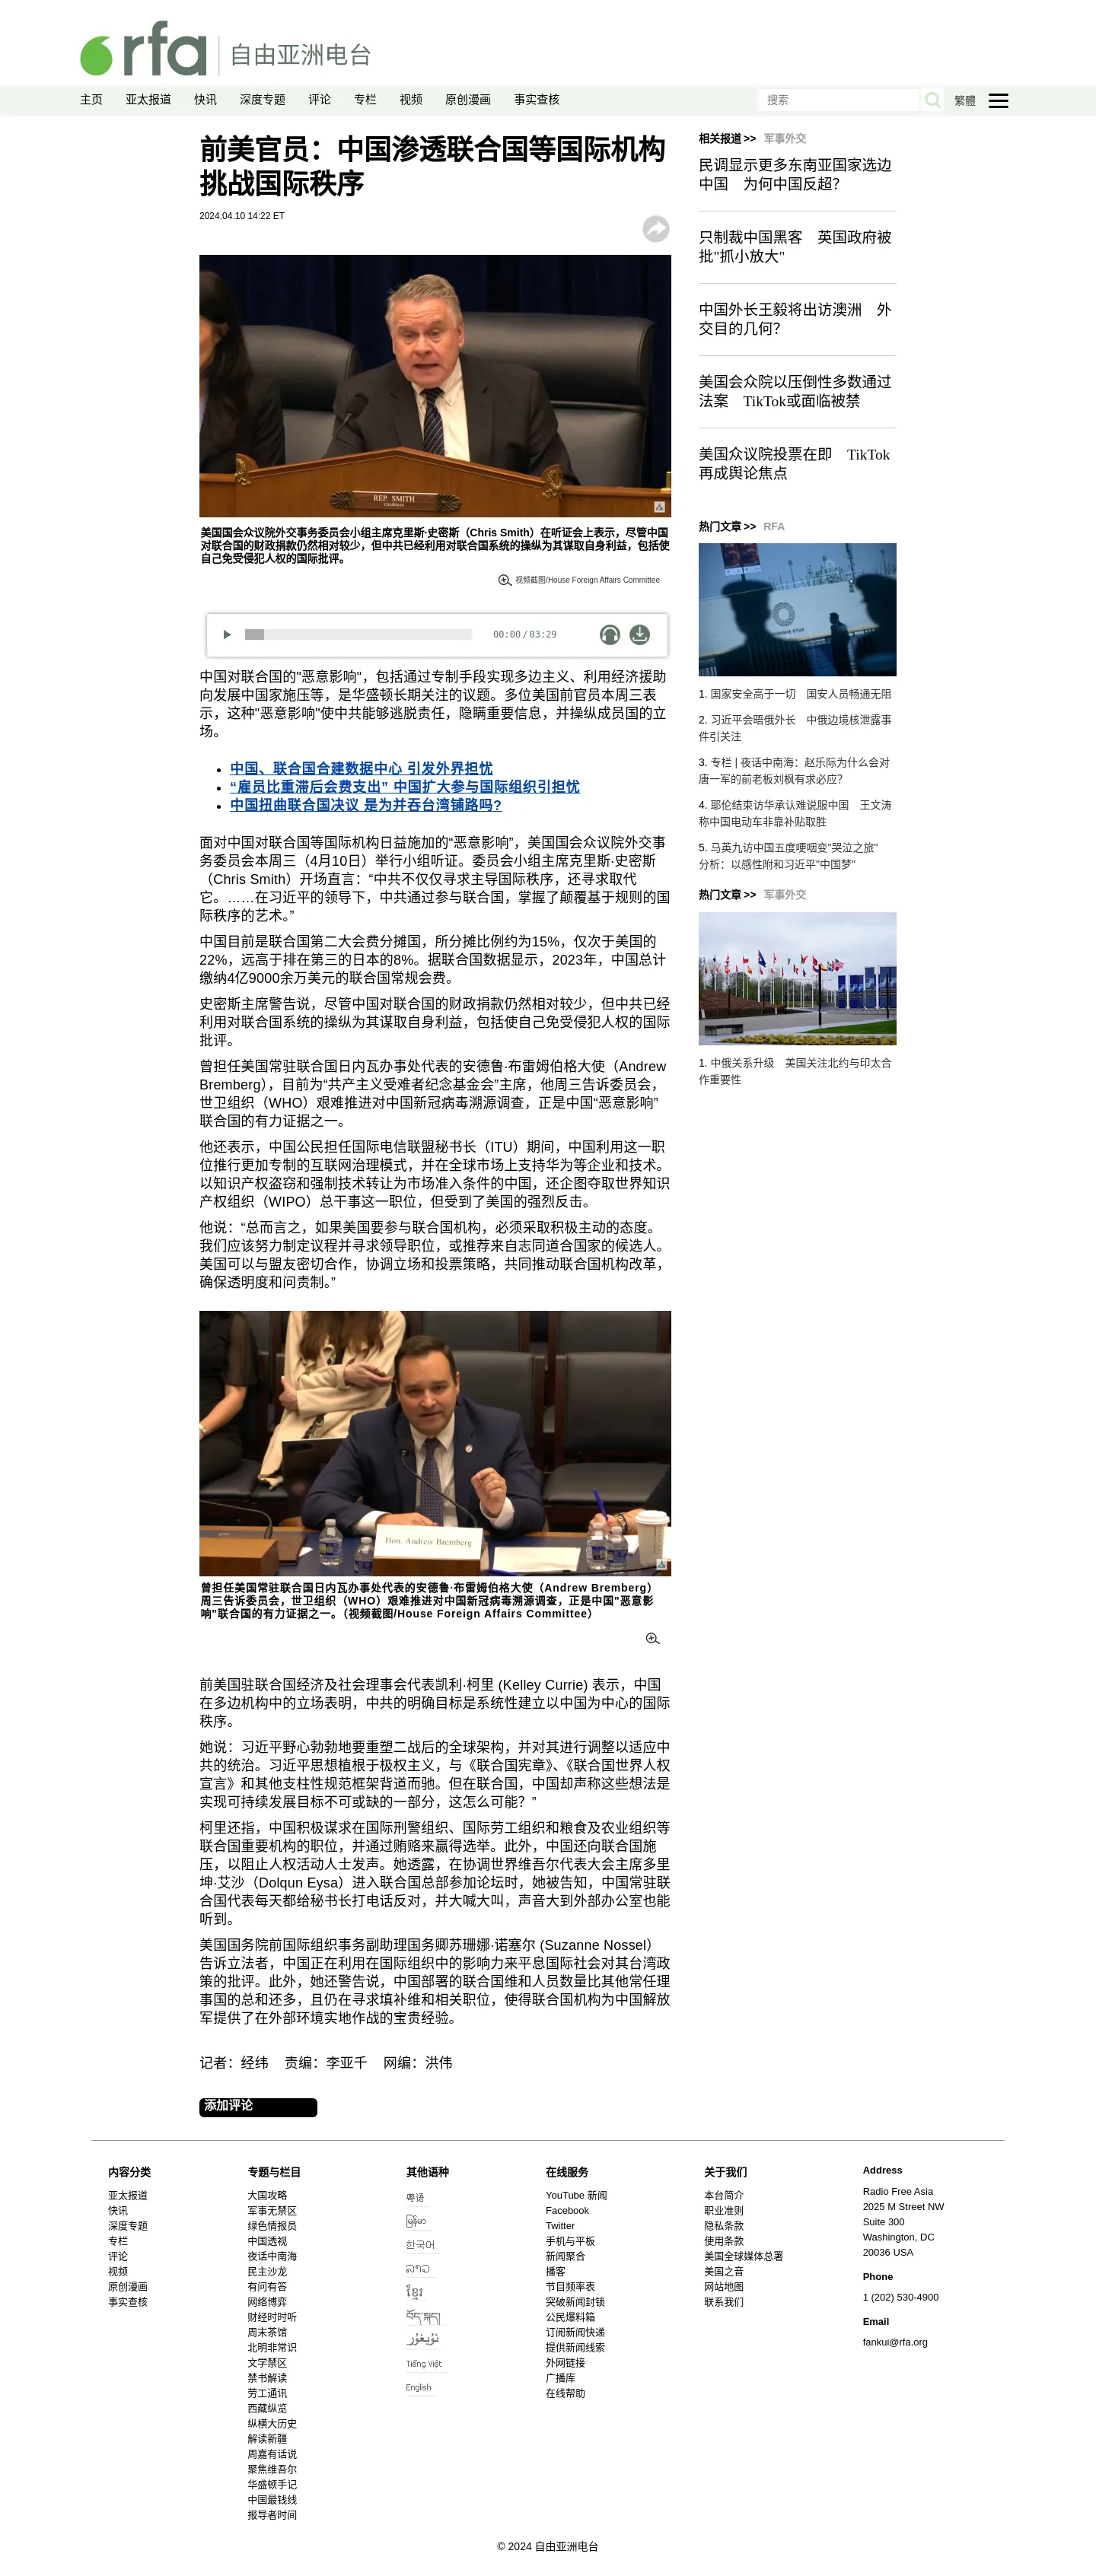 rfa 自由亚洲电台
主页 亚太报道 快讯 深度专题 评论 专栏 视频 原创漫画 事实查核 搜索 繁體
前美官员：中国渗透联合国等国际机构
挑战国际秩序
2024.04.10 14:22 ET
REP. SMITH
CHAIRMAN
美国国会众议院外交事务委员会小组主席克里斯·史密斯（Chris Smith）在听证会上表示，尽管中国
对联合国的财政捐款仍然相对较少，但中共已经利用对联合国系统的操纵为其谋取自身利益，包括使
自己免受侵犯人权的国际批评。
视频截图/House Foreign Affairs Committee
00:00 / 03:29
中国对联合国的"恶意影响"，包括通过专制手段实现多边主义、利用经济援助
向发展中国家施压等，是华盛顿长期关注的议题。多位美国前官员本周三表
示，这种"恶意影响"使中共能够逃脱责任，隐瞒重要信息，并操纵成员国的立
场。
中国、联合国合建数据中心 引发外界担忧
“雇员比重滞后会费支出” 中国扩大参与国际组织引担忧
中国扭曲联合国决议 是为并吞台湾铺路吗?
面对中国对联合国等国际机构日益施加的“恶意影响”，美国国会众议院外交事
务委员会本周三（4月10日）举行小组听证。委员会小组主席克里斯·史密斯
（Chris Smith）开场直言：“中共不仅仅寻求主导国际秩序，还寻求取代
它。……在习近平的领导下，中共通过参与联合国，掌握了颠覆基于规则的国
际秩序的艺术。”
中国目前是联合国第二大会费分摊国，所分摊比例约为15%，仅次于美国的
22%，远高于排在第三的日本的8%。据联合国数据显示，2023年，中国总计
缴纳4亿9000余万美元的联合国常规会费。
史密斯主席警告说，尽管中国对联合国的财政捐款仍然相对较少，但中共已经
利用对联合国系统的操纵为其谋取自身利益，包括使自己免受侵犯人权的国际
批评。
曾担任美国常驻联合国日内瓦办事处代表的安德鲁·布雷姆伯格大使（Andrew
Bremberg），目前为“共产主义受难者纪念基金会”主席，他周三告诉委员会，
世卫组织（WHO）艰难推进对中国新冠病毒溯源调查，正是中国“恶意影响”
联合国的有力证据之一。
他还表示，中国公民担任国际电信联盟秘书长（ITU）期间，中国利用这一职
位推行更加专制的互联网治理模式，并在全球市场上支持华为等企业和技术。
以知识产权盗窃和强制技术转让为市场准入条件的中国，还企图夺取世界知识
产权组织（WIPO）总干事这一职位，但受到了美国的强烈反击。
他说：“总而言之，如果美国要参与联合国机构，必须采取积极主动的态度。
我们应该努力制定议程并寻求领导职位，或推荐来自志同道合国家的候选人。
美国可以与盟友密切合作，协调立场和投票策略，共同推动联合国机构改革，
确保透明度和问责制。”
Hon. Andrew Bremberg
曾担任美国常驻联合国日内瓦办事处代表的安德鲁·布雷姆伯格大使（Andrew Bremberg）
周三告诉委员会，世卫组织（WHO）艰难推进对中国新冠病毒溯源调查，正是中国"恶意影
响"联合国的有力证据之一。（视频截图/House Foreign Affairs Committee）
前美国驻联合国经济及社会理事会代表凯利·柯里 (Kelley Currie) 表示，中国
在多边机构中的立场表明，中共的明确目标是系统性建立以中国为中心的国际
秩序。
她说：习近平野心勃勃地要重塑二战后的全球架构，并对其进行调整以适应中
共的统治。习近平思想植根于极权主义，与《联合国宪章》、《联合国世界人权
宣言》和其他支柱性规范框架背道而驰。但在联合国，中国却声称这些想法是
实现可持续发展目标不可或缺的一部分，这怎么可能？”
柯里还指，中国积极谋求在国际刑警组织、国际劳工组织和粮食及农业组织等
联合国重要机构的职位，并通过贿赂来赢得选举。此外，中国还向联合国施
压，以阻止人权活动人士发声。她透露，在协调世界维吾尔代表大会主席多里
坤·艾沙（Dolqun Eysa）进入联合国总部参加论坛时，她被告知，中国常驻联
合国代表每天都给秘书长打电话反对，并大喊大叫，声音大到外部办公室也能
听到。
美国国务院前国际组织事务副助理国务卿苏珊娜·诺塞尔 (Suzanne Nossel）
告诉立法者，中国正在利用在国际组织中的影响力来平息国际社会对其台湾政
策的批评。此外，她还警告说，中国部署的联合国维和人员数量比其他常任理
事国的总和还多，且仍在寻求填补维和相关职位，使得联合国机构为中国解放
军提供了在外部环境实地作战的宝贵经验。
记者：经纬 责编：李亚千 网编：洪伟
添加评论
相关报道 >> 军事外交
民调显示更多东南亚国家选边
中国 为何中国反超？
只制裁中国黑客 英国政府被
批"抓小放大"
中国外长王毅将出访澳洲 外
交目的几何？
美国会众院以压倒性多数通过
法案 TikTok或面临被禁
美国众议院投票在即 TikTok
再成舆论焦点
热门文章 >> RFA
1. 国家安全高于一切 国安人员畅通无阻
2. 习近平会晤俄外长 中俄边境核泄露事
件引关注
3. 专栏 | 夜话中南海：赵乐际为什么会对
唐一军的前老板刘枫有求必应?
4. 耶伦结束访华承认难说服中国 王文涛
称中国电动车非靠补贴取胜
5. 马英九访中国五度哽咽变"哭泣之旅"
分析：以感性附和习近平"中国梦"
热门文章 >> 军事外交
1. 中俄关系升级 美国关注北约与印太合
作重要性
内容分类
亚太报道
快讯
深度专题
专栏
评论
视频
原创漫画
事实查核
专题与栏目
大国攻略
军事无禁区
绿色情报员
中国透视
夜话中南海
民主沙龙
有问有答
网络博弈
财经时时听
周末茶馆
北明非常识
文学禁区
禁书解读
劳工通讯
西藏纵览
纵横大历史
解读新疆
周嘉有话说
聚焦维吾尔
华盛顿手记
中国最钱线
报导者时间
其他语种
粤语
မြန်မာ
한국어
ລາວ
ខ្មែរ
བོད་སྐད།
ئۇيغۇر
Tiếng Việt
English
在线服务
YouTube 新闻
Facebook
Twitter
手机与平板
新闻聚合
播客
节目频率表
突破新闻封锁
公民爆料箱
订阅新闻快递
提供新闻线索
外网链接
广播库
在线帮助
关于我们
本台简介
职业准则
隐私条款
使用条款
美国全球媒体总署
美国之音
网站地图
联系我们
Address
Radio Free Asia
2025 M Street NW
Suite 300
Washington, DC
20036 USA
Phone
1 (202) 530-4900
Email
fankui@rfa.org
© 2024 自由亚洲电台